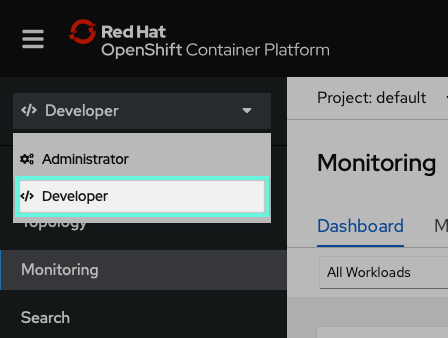 Red Hat
OpenShift Container Platform
Developer
Project: default
Administrator
Developer
Topology
Monitoring
Search
Monitoring
Dashboard
M
All Workloads